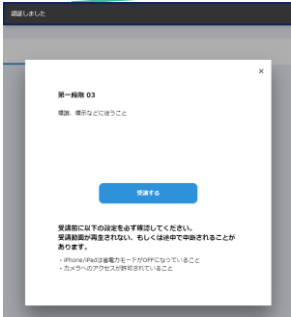 認証しました
×
第一段階 03
標識、標示などに従うこと
受講する
受講前に以下の設定を必ず確認してください。
受講動画が再生されない、もしくは途中で中断されることが
あります。
・iPhone/iPadは省電力モードがOFFになっていること
・カメラへのアクセスが許可されていること